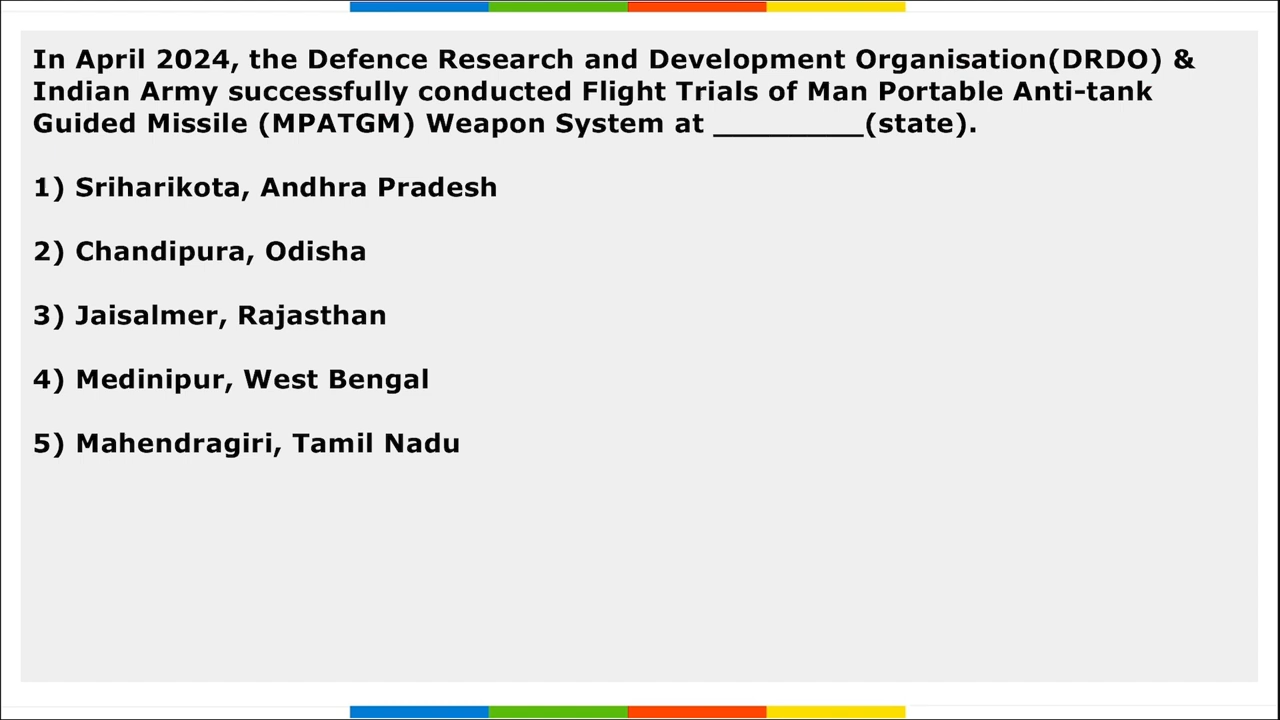 In April 2024, the Defence Research and Development Organisation(DRDO) &
Indian Army successfully conducted Flight Trials of Man Portable Anti-tank
Guided Missile (MPATGM) Weapon System at _________(state).
1) Sriharikota, Andhra Pradesh
2) Chandipura, Odisha
3) Jaisalmer, Rajasthan
4) Medinipur, West Bengal
5) Mahendragiri, Tamil Nadu